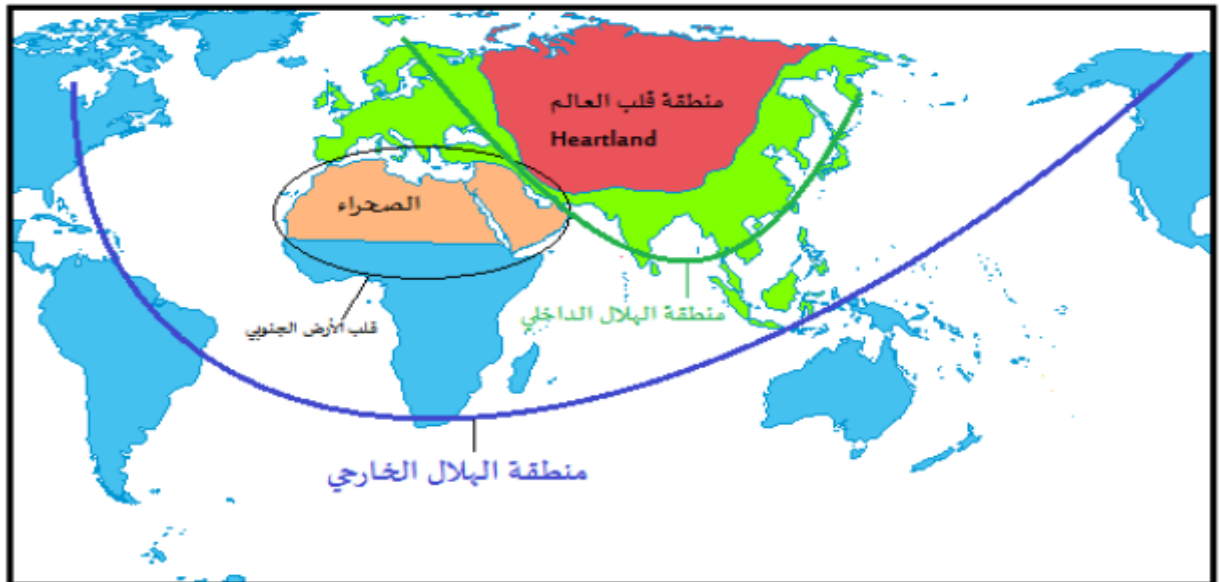 منطقة قلب العالم
Heartland
الصحراء
منطقة الهلال الداخلي
قلب الأرض الجنوبي
منطقة الهلال الخارجي